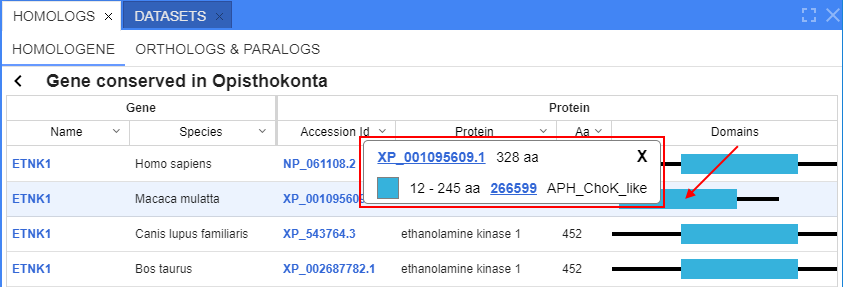 HOMOLOGS × DATASETS ×
HOMOLOGENE ORTHOLOGS & PARALOGS
Gene conserved in Opisthokonta
Gene Protein
Name Species Accession Id Protein Aa Domains
ETNK1 Homo sapiens NP_061108.2
XP_001095609.1 328 aa X
12 - 245 aa 266599 APH_ChoK_like
ETNK1 Macaca mulatta XP_001095609
ETNK1 Canis lupus familiaris XP_543764.3 ethanolamine kinase 1 452
ETNK1 Bos taurus XP_002687782.1 ethanolamine kinase 1 452